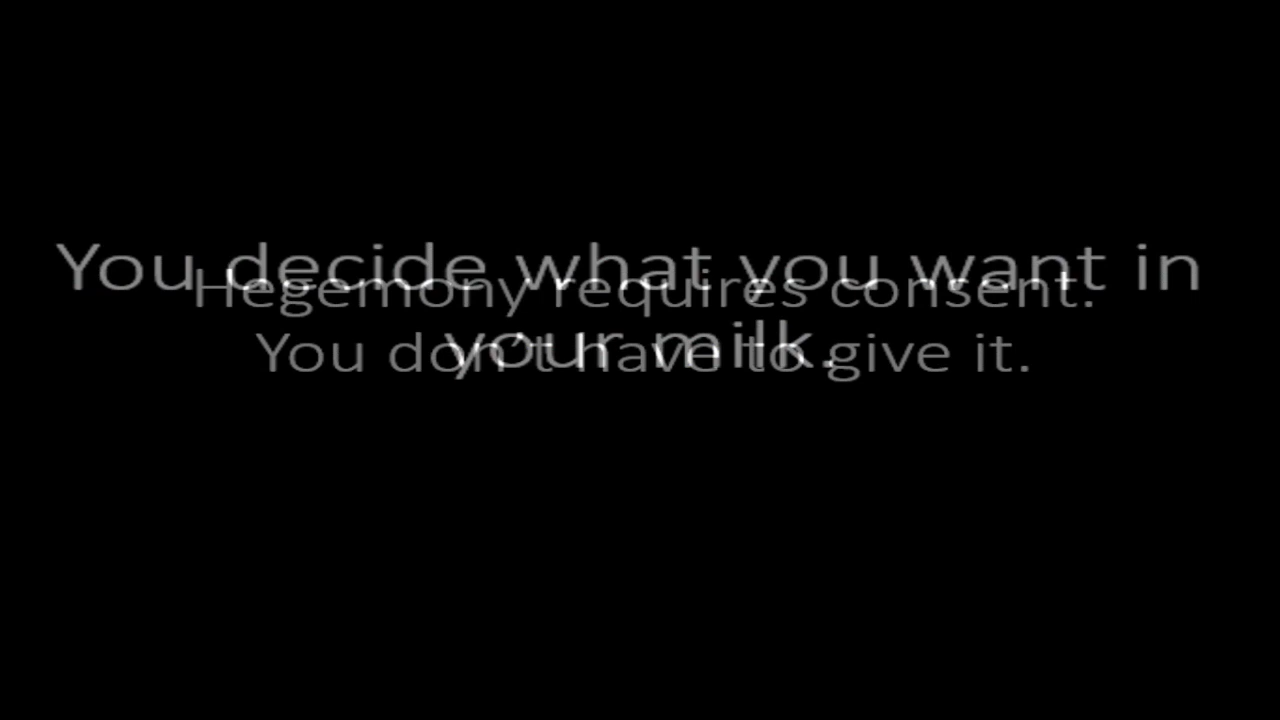 You decide what you want in
your milk.
Hegemony requires consent.
You don't have to give it.